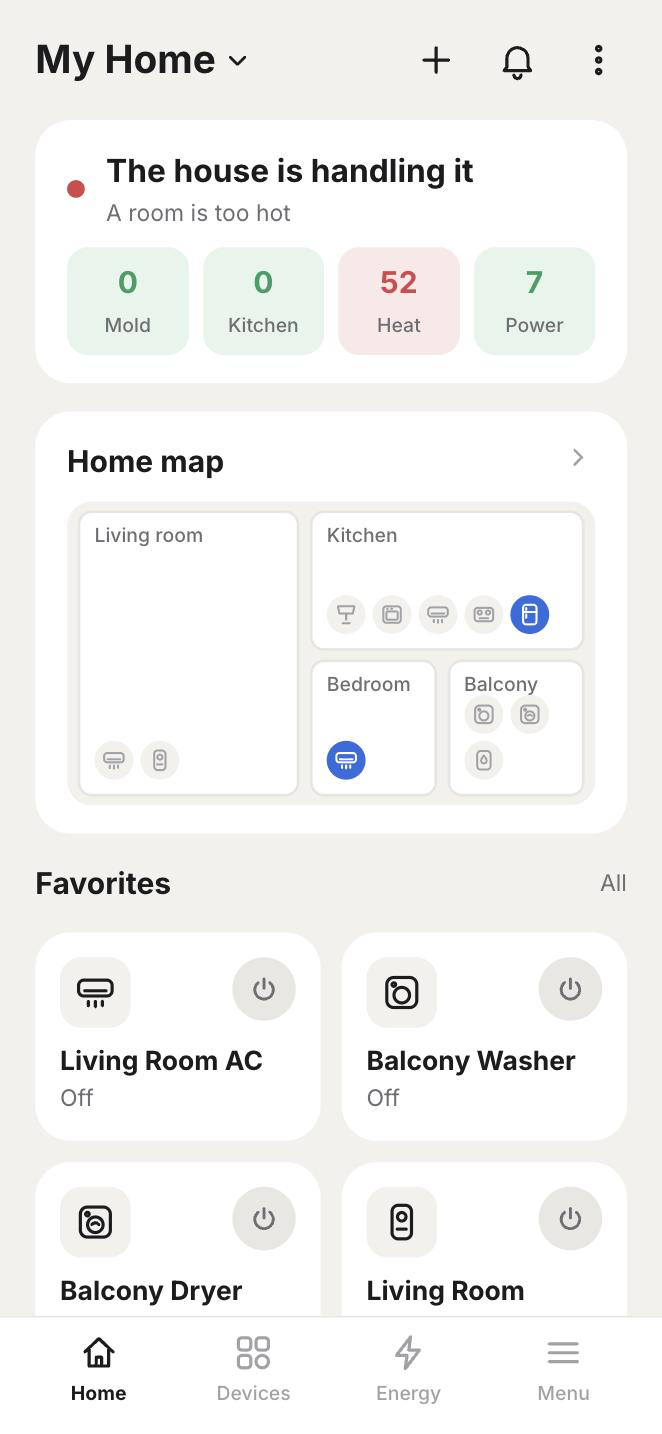 My Home
The house is handling it
A room is too hot
0
0
52
7
Mold
Kitchen
Heat
Power
Home map
Living room
Kitchen
Bedroom
Balcony
Favorites
All
Living Room AC
Off
Balcony Washer
Off
Balcony Dryer
Living Room
Home
Devices
Energy
Menu